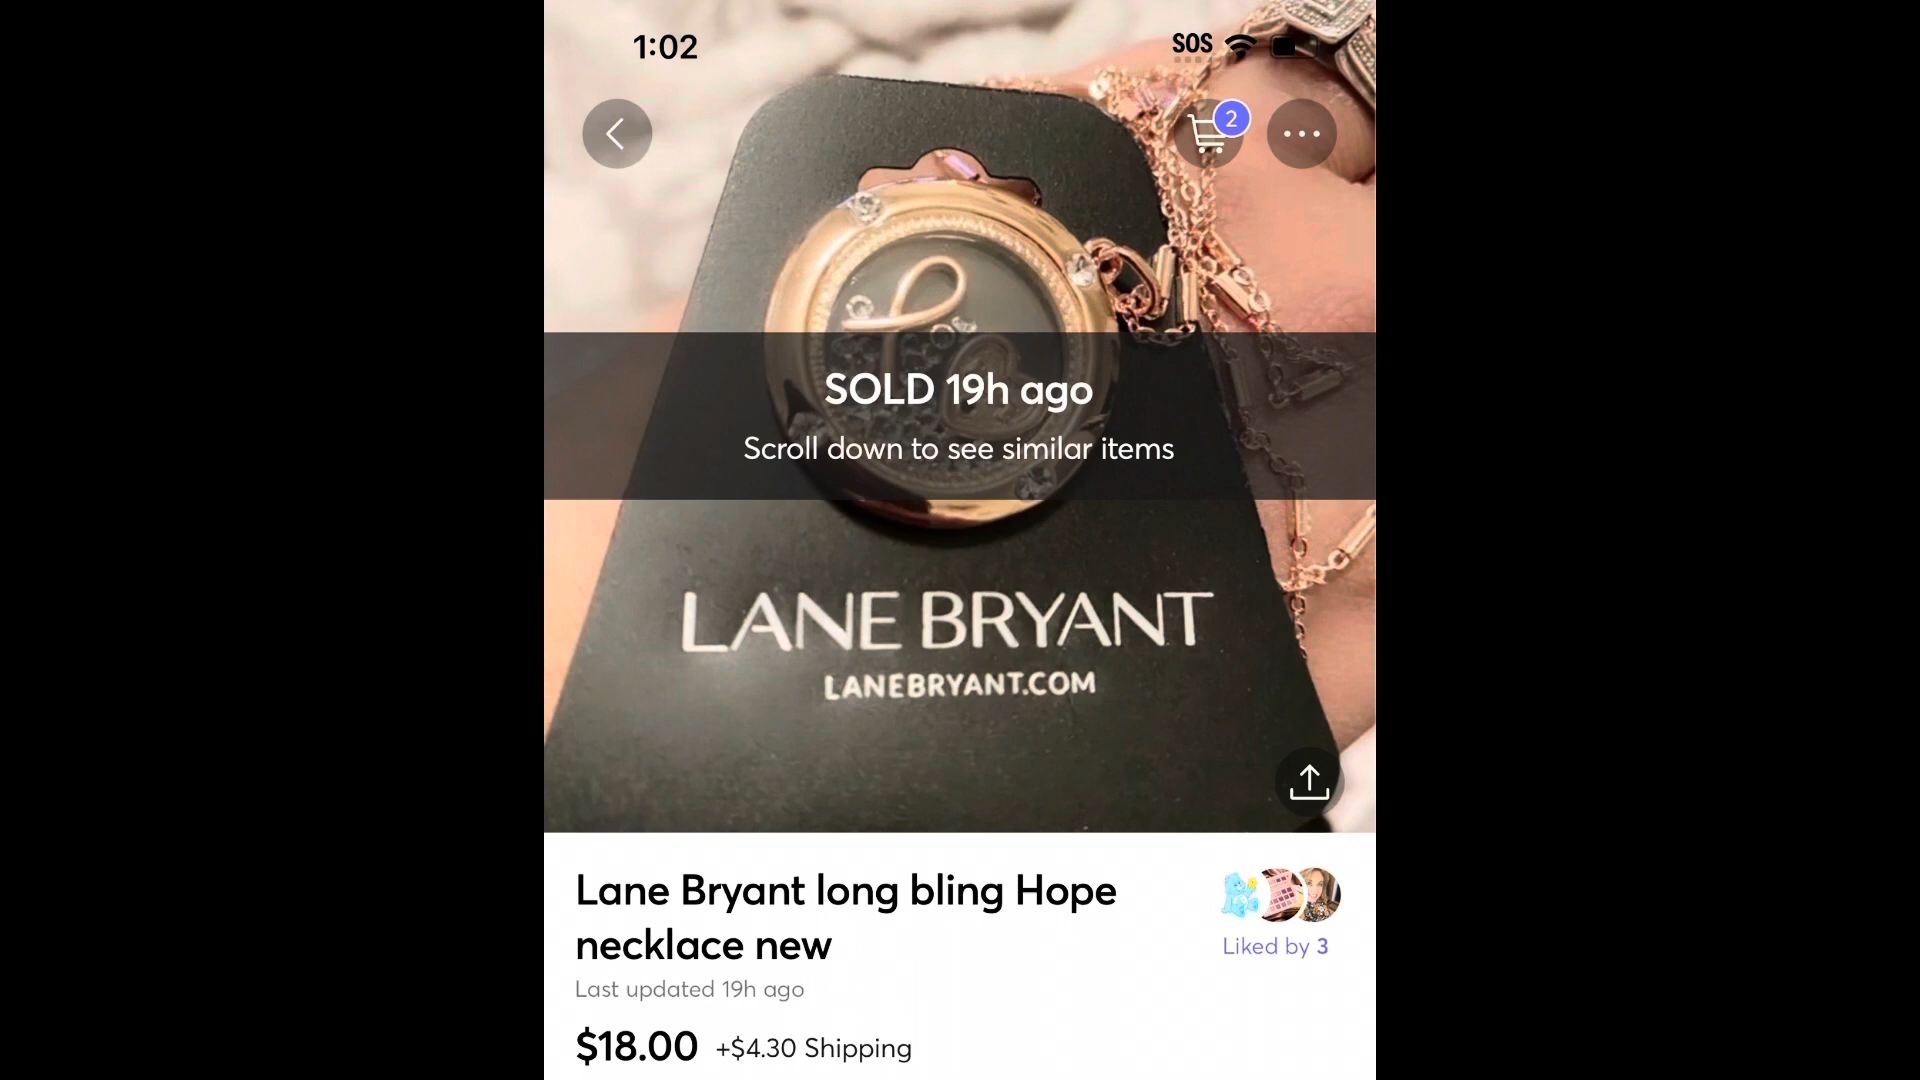 1:02
SOS
2
SOLD 19h ago
Scroll down to see similar items
LANE BRYANT
LANEBRYANT.COM
Lane Bryant long bling Hope
necklace new
Liked by 3
Last updated 19h ago
$18.00 +$4.30 Shipping